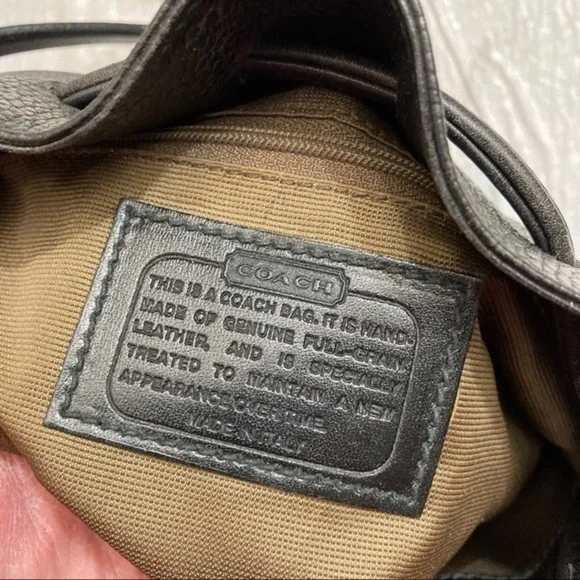 COACH
THIS IS A COACH BAG. IT IS HAND-
MADE OF GENUINE FULL-GRAIN
LEATHER, AND IS SPECIALLY
TREATED TO MAINTAIN A NEW
APPEARANCE OVER TIME.
MADE IN ITALY